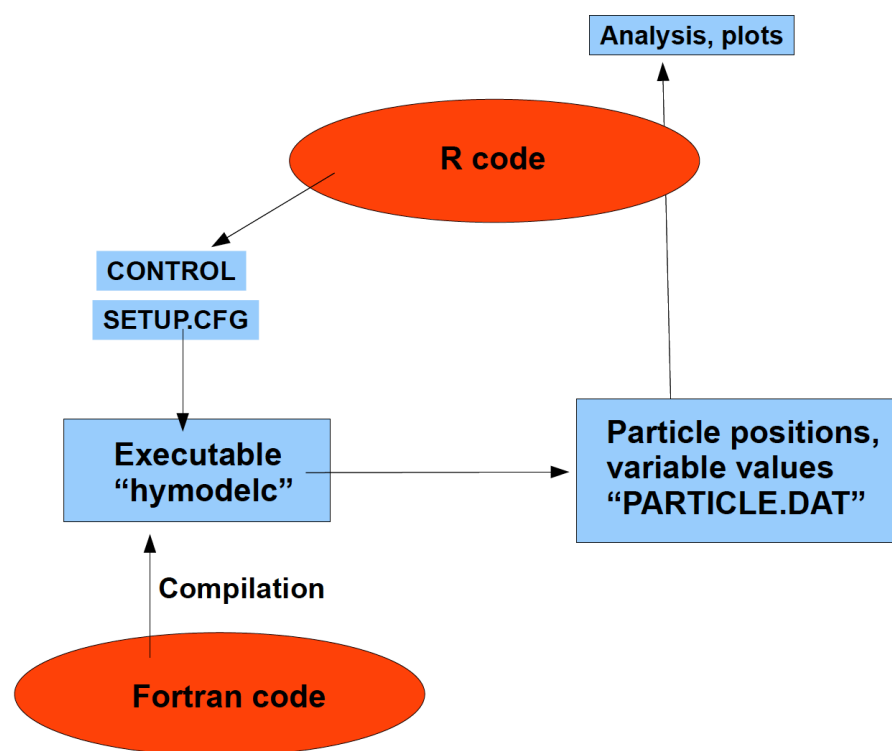 Analysis, plots
R code
CONTROL
SETUP.CFG
Executable
“hymodelc”
Particle positions,
variable values
“PARTICLE.DAT”
Compilation
Fortran code